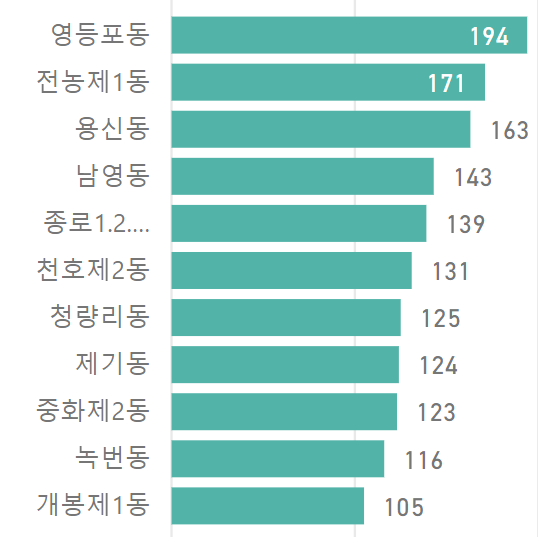 영등포동 194
전농제1동 171
용신동 163
남영동 143
종로1.2.... 139
천호제2동 131
청량리동 125
제기동 124
중화제2동 123
녹번동 116
개봉제1동 105